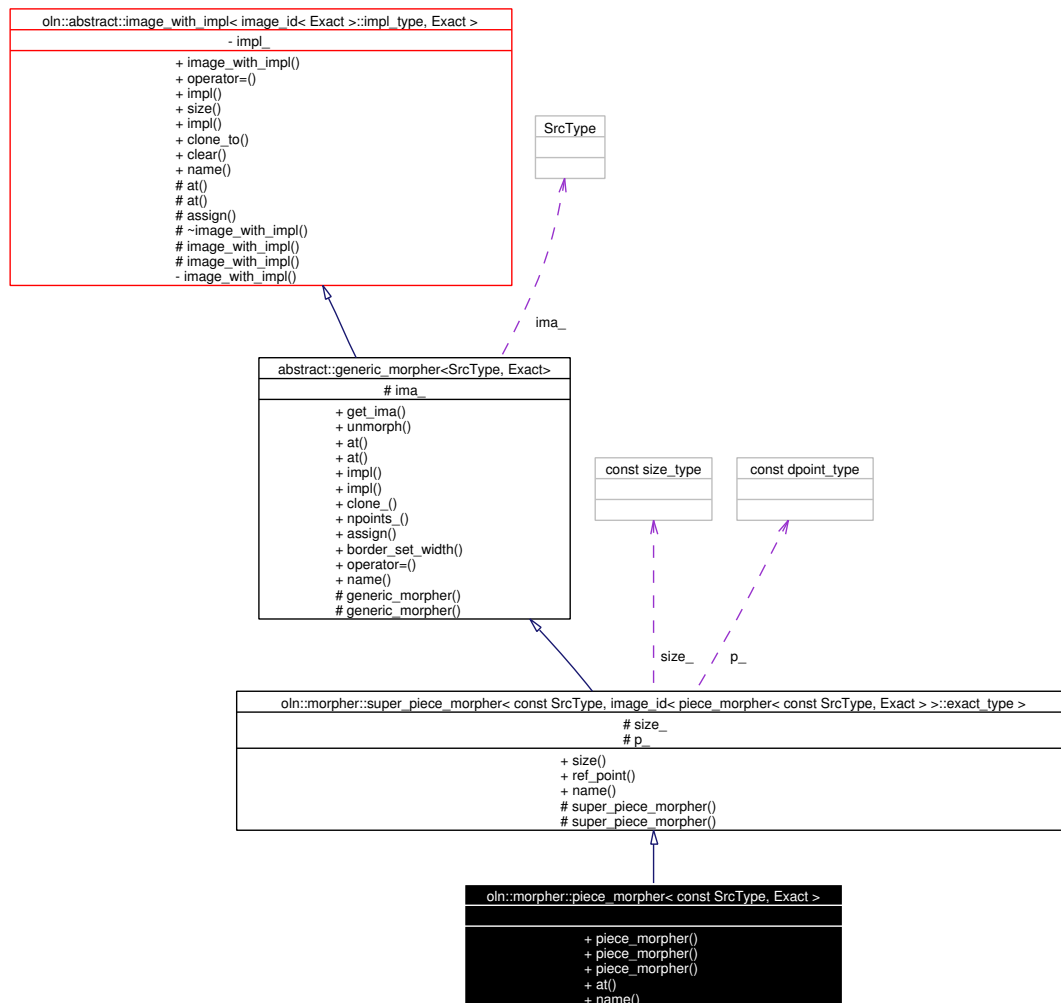 oln::abstract::image_with_impl< image_id< Exact >::impl_type, Exact >
- impl_
+ image_with_impl()
+ operator=()
+ impl()
+ size()
+ impl()
+ clone_to()
+ clear()
+ name()
# at()
# at()
# assign()
# ~image_with_impl()
# image_with_impl()
# image_with_impl()
- image_with_impl()
SrcType
ima_
abstract::generic_morpher<SrcType, Exact>
# ima_
+ get_ima()
+ unmorph()
+ at()
+ at()
+ impl()
+ impl()
+ clone_()
+ npoints_()
+ assign()
+ border_set_width()
+ operator=()
+ name()
# generic_morpher()
# generic_morpher()
const size_type
const dpoint_type
size_
p_
oln::morpher::super_piece_morpher< const SrcType, image_id< piece_morpher< const SrcType, Exact > >::exact_type >
# size_
# p_
+ size()
+ ref_point()
+ name()
# super_piece_morpher()
# super_piece_morpher()
oln::morpher::piece_morpher< const SrcType, Exact >
+ piece_morpher()
+ piece_morpher()
+ piece_morpher()
+ at()
+ name()